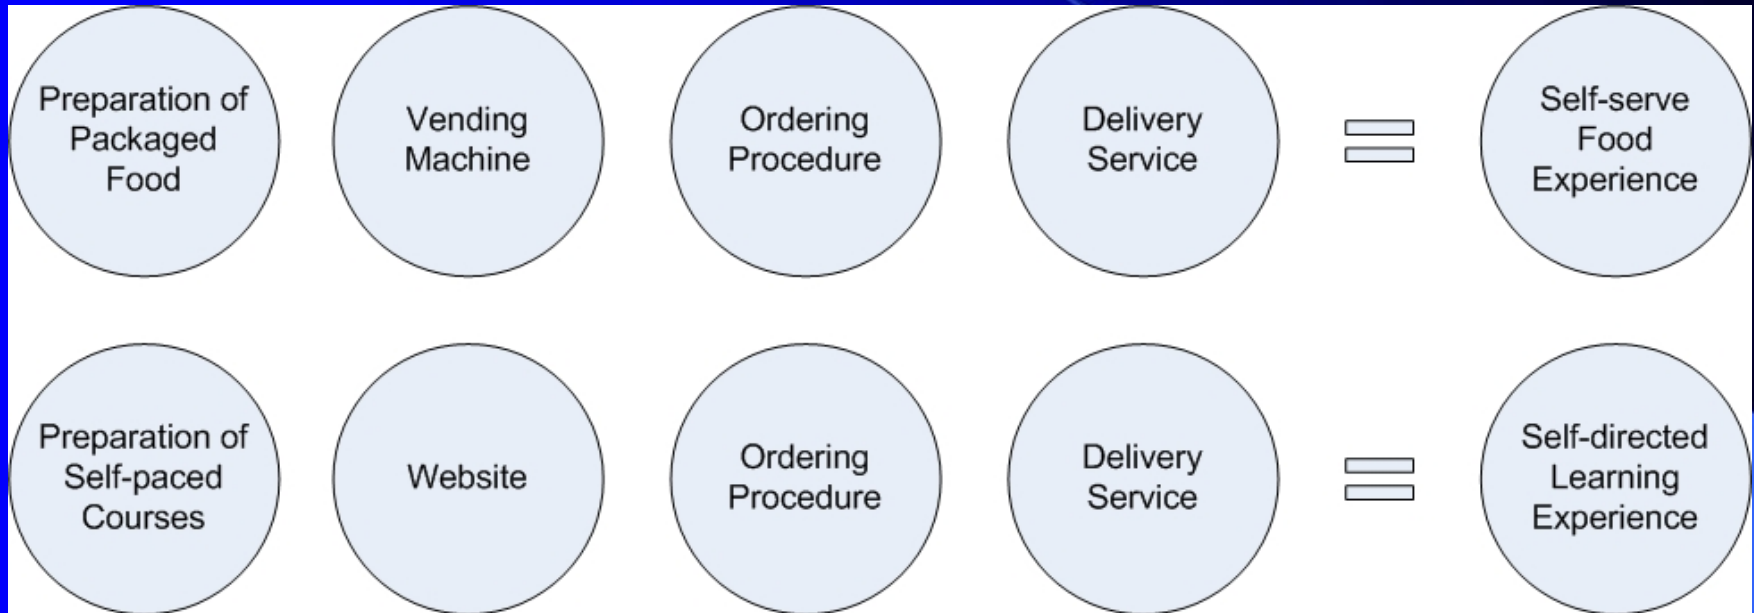 Preparation of
Packaged
Food
Vending
Machine
Ordering
Procedure
Delivery
Service
Self-serve
Food
Experience
Preparation of
Self-paced
Courses
Website
Ordering
Procedure
Delivery
Service
Self-directed
Learning
Experience